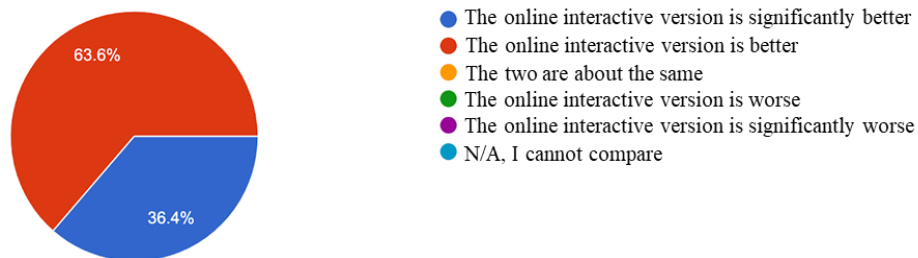 63.6%
36.4%
The online interactive version is significantly better
The online interactive version is better
The two are about the same
The online interactive version is worse
The online interactive version is significantly worse
N/A, I cannot compare